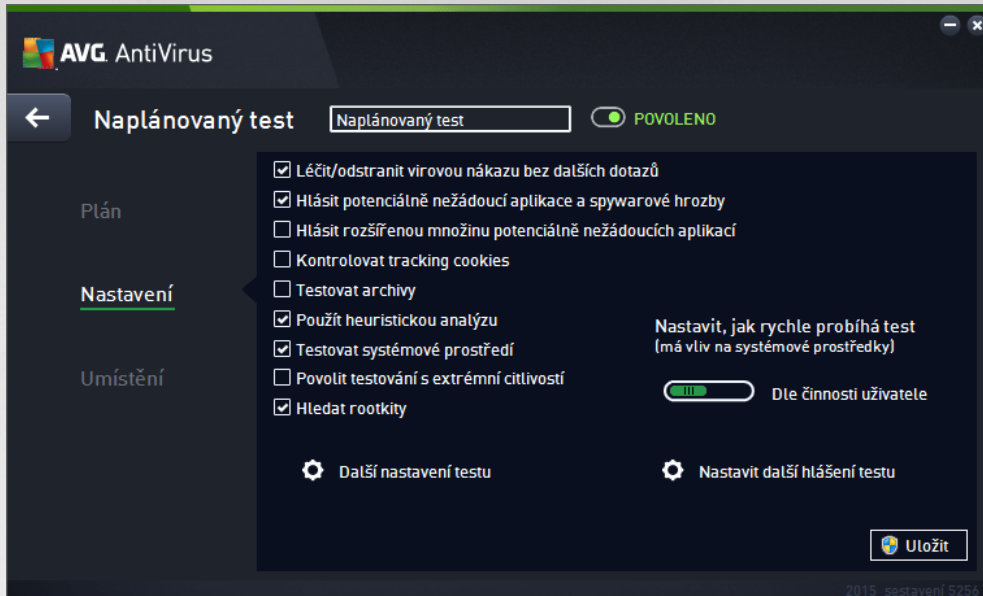 AVG. AntiVirus
Naplánovaný test
Naplánovaný test
POVOLENO
Plán
Nastavení
Umístění
Léčit/odstranit virovou nákazu bez dalších dotazů
Hlásit potenciálně nežádoucí aplikace a spywarové hrozby
Hlásit rozšířenou množinu potenciálně nežádoucích aplikací
Kontrolovat tracking cookies
Testovat archivy
Použít heuristickou analýzu
Testovat systémové prostředí
Povolit testování s extrémní citlivostí
Hledat rootkity
Nastavit, jak rychle probíhá test
(má vliv na systémové prostředky)
Dle činnosti uživatele
Další nastavení testu
Nastavit další hlášení testu
Uložit
2015 sestavení 5256